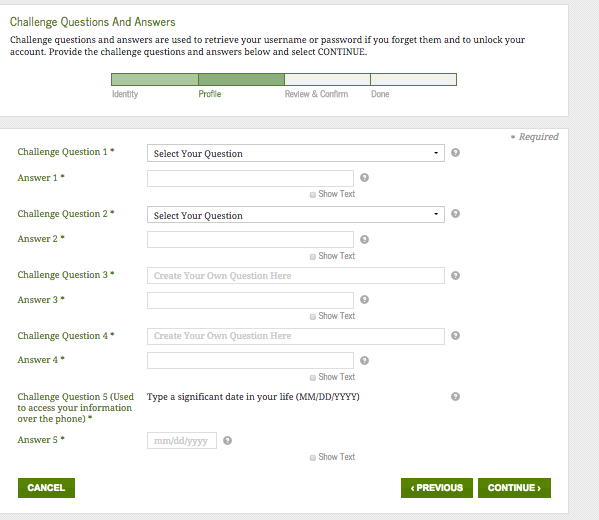 Challenge Questions And Answers
Challenge questions and answers are used to retrieve your username or password if you forget them and to unlock your
account. Provide the challenge questions and answers below and select CONTINUE.
Identity Profile Review & Confirm Done
* Required
Challenge Question 1 * Select Your Question ?
Answer 1 * ?
Show Text
Challenge Question 2 * Select Your Question ?
Answer 2 * ?
Show Text
Challenge Question 3 * Create Your Own Question Here ?
Answer 3 * ?
Show Text
Challenge Question 4 * Create Your Own Question Here ?
Answer 4 * ?
Show Text
Challenge Question 5 (Used Type a significant date in your life (MM/DD/YYYY) ?
to access your information
over the phone) *
Answer 5 * mm/dd/yyyy ?
Show Text
CANCEL ‹ PREVIOUS CONTINUE ›